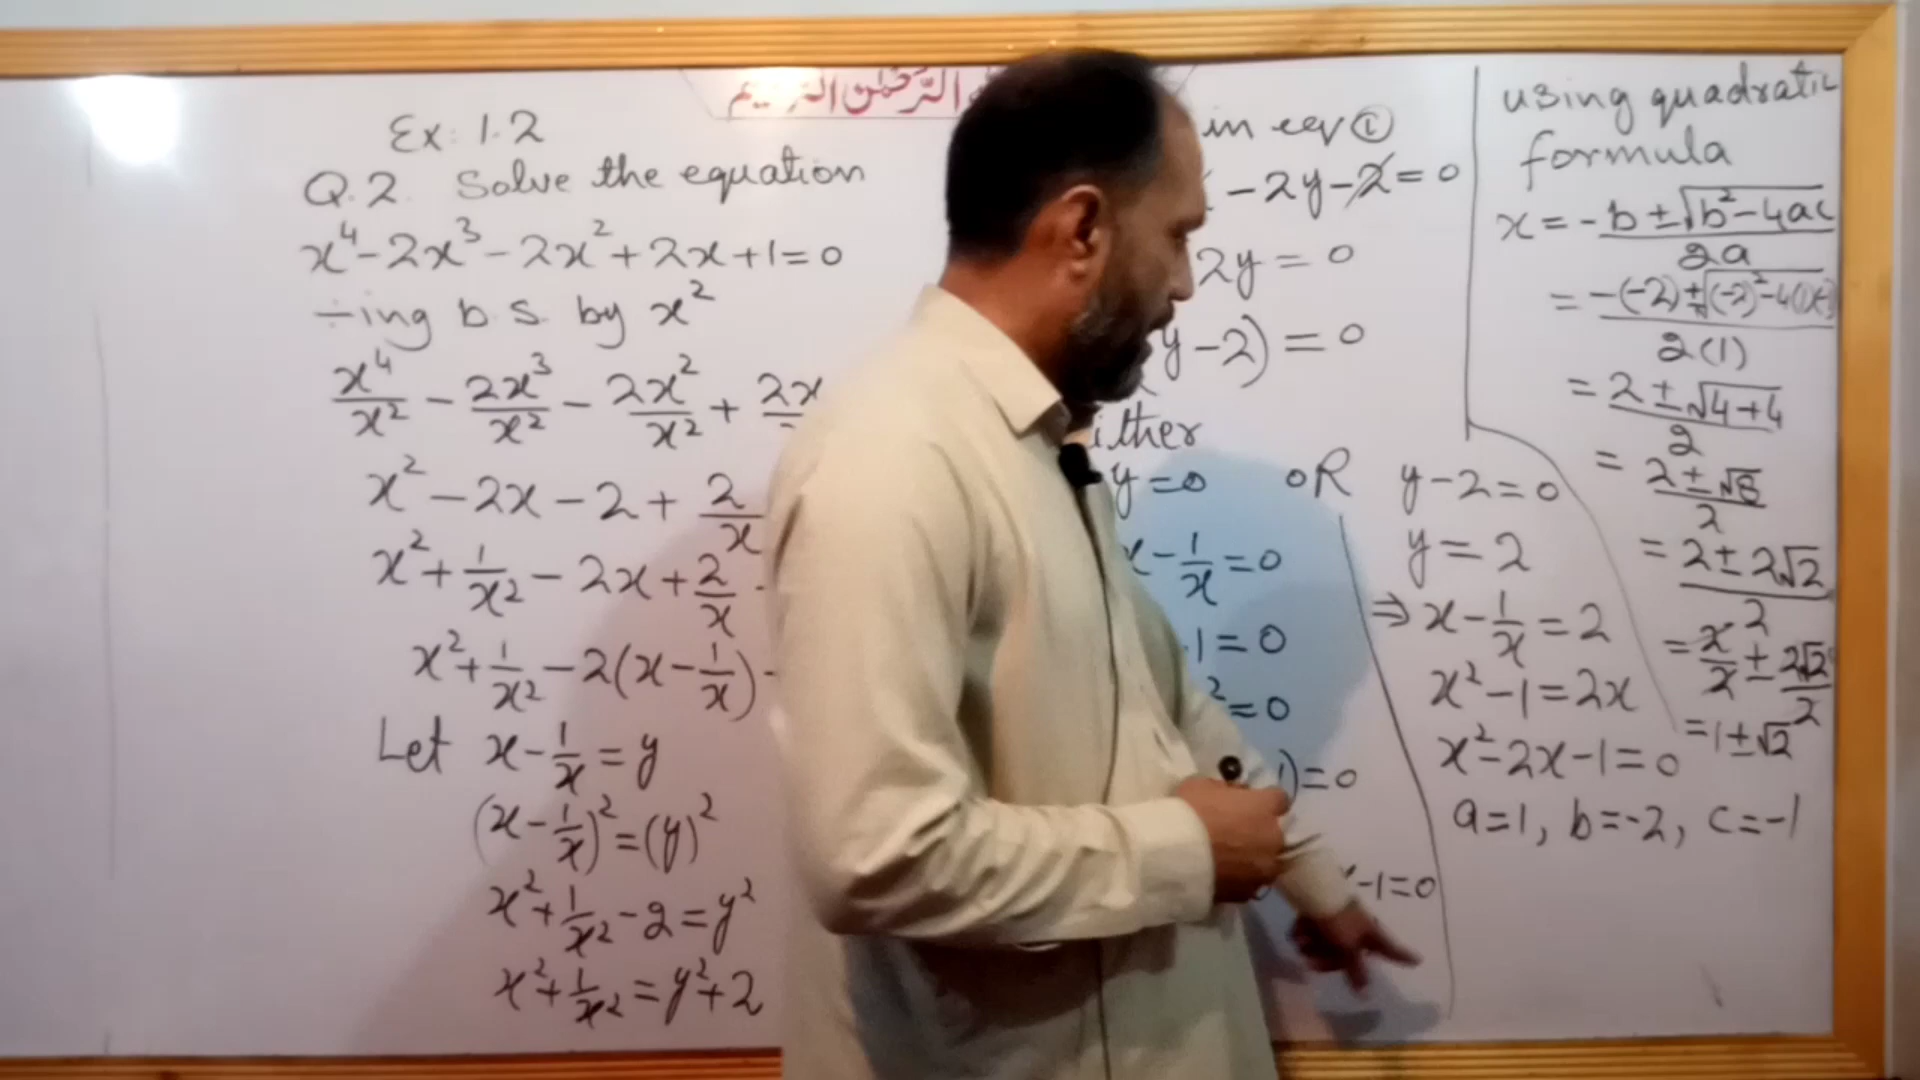 الرَّحْمٰنِ الرَّحِيْم
Ex: 1.2
Q.2. Solve the equation
x⁴-2x³-2x²+2x+1=0
÷ing b.s. by x²
x⁴/x² - 2x³/x² - 2x²/x² + 2x
x² - 2x - 2 + 2/x
x² + 1/x² - 2x + 2/x -
x² + 1/x² - 2(x - 1/x) -
Let x - 1/x = y
(x - 1/x)² = (y)²
x² + 1/x² - 2 = y²
x² + 1/x² = y² + 2
in eq ①
- 2y - 2 = 0
2y = 0
y - 2) = 0
ither
y = 0 OR y - 2 = 0
x - 1/x = 0
1 = 0
² = 0
1) = 0
-1 = 0
y = 2
⇒ x - 1/x = 2
x² - 1 = 2x
x² - 2x - 1 = 0
a=1, b=-2, c=-1
using quadratic
formula
x = -b ± √b² - 4ac / 2a
= -(-2) ± √(-2)² - 4(1)(-1 / 2(1)
= 2 ± √4+4 / 2
= 2 ± √8 / 2
= 2 ± 2√2 / 2
= 2/2 ± 2√2/2
= 1 ± √2